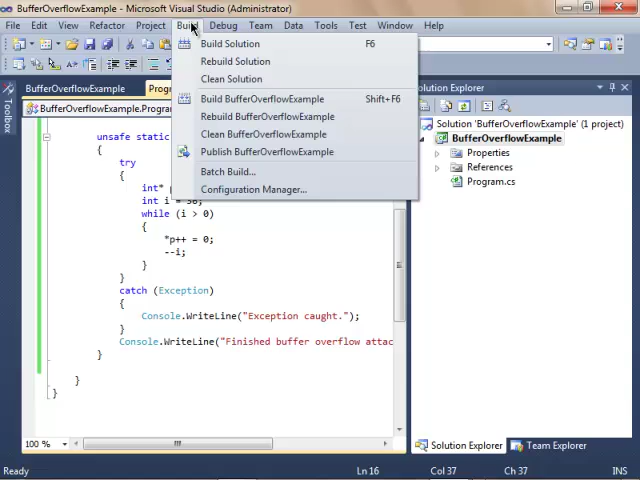 BufferOverflowExample - Microsoft Visual Studio (Administrator)
File Edit View Project Build Debug Team Data Tools Test Window Help
Build Solution F6
Rebuild Solution
Clean Solution
Build BufferOverflowExample Shift+F6
Rebuild BufferOverflowExample
Clean BufferOverflowExample
Publish BufferOverflowExample
Batch Build...
Configuration Manager...
Toolbox
BufferOverflowExample
BufferOverflowExample.Program
unsafe static
{
try
{
int*
int i =
while (i > 0)
{
*p++ = 0;
--i;
}
}
catch (Exception)
{
Console.WriteLine("Exception caught.");
}
Console.WriteLine("Finished buffer overflow attac
}
}
}
100 %
Solution Explorer
Solution 'BufferOverflowExample' (1 project)
BufferOverflowExample
Properties
References
Program.cs
Solution Explorer Team Explorer
Ready Ln 16 Col 37 Ch 37 INS